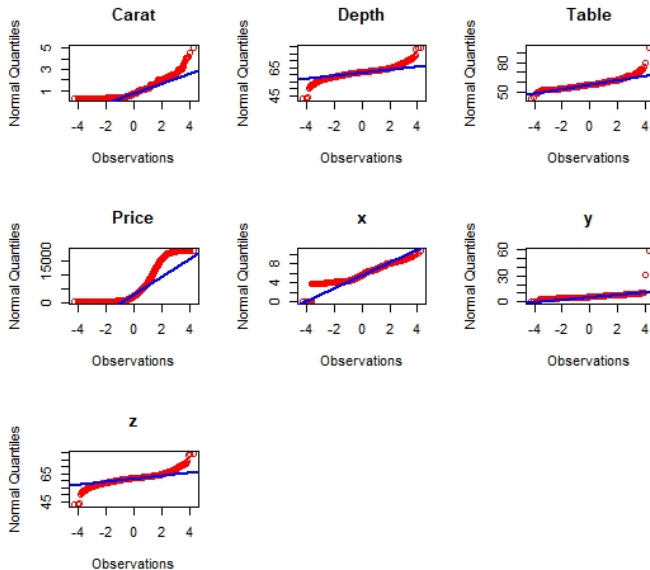 Carat
Normal Quantiles
5
3
1
-4 -2 0 2 4
Observations
Depth
Normal Quantiles
65
45
-4 -2 0 2 4
Observations
Table
Normal Quantiles
80
50
-4 -2 0 2 4
Observations
Price
Normal Quantiles
15000
0
-4 -2 0 2 4
Observations
x
Normal Quantiles
8
4
0
-4 -2 0 2 4
Observations
y
Normal Quantiles
60
30
0
-4 -2 0 2 4
Observations
z
Normal Quantiles
65
45
-4 -2 0 2 4
Observations